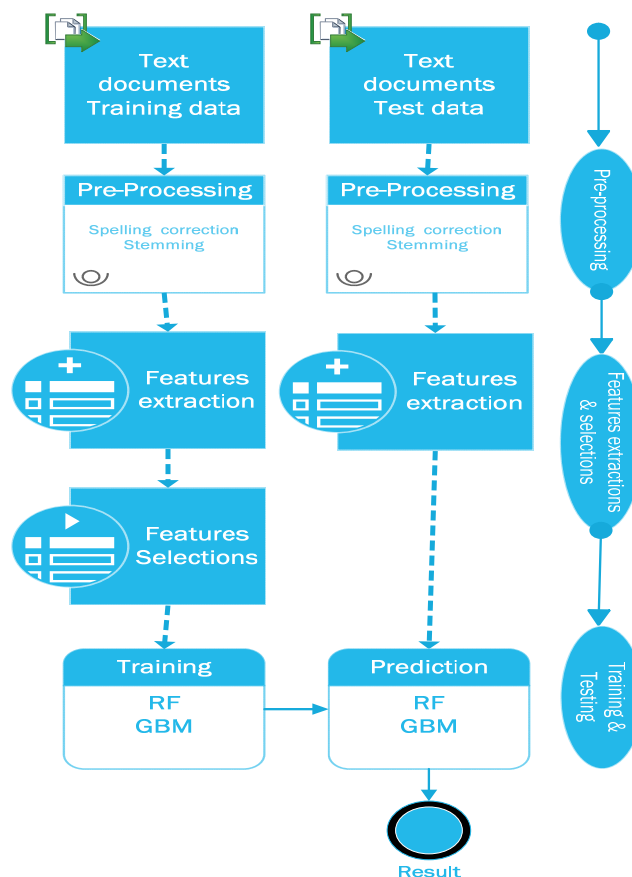 Text
documents
Training data
Text
documents
Test data
Pre-Processing
Spelling correction
Stemming
Pre-Processing
Spelling correction
Stemming
Features
extraction
Features
extraction
Features
Selections
Training
RF
GBM
Prediction
RF
GBM
Result
Pre-processing
Features extractions
& selections
Training &
Testing